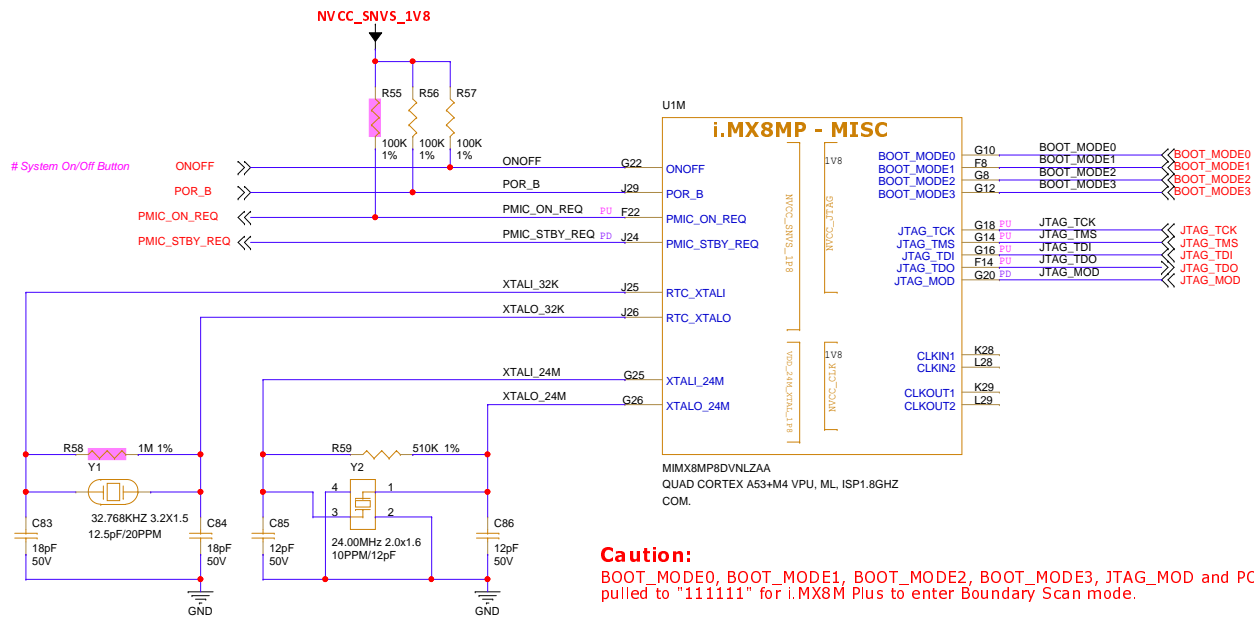 NVCC_SNVS_1V8
R55
R56
R57
100K
1%
100K
1%
100K
1%
# System On/Off Button
ONOFF
POR_B
PMIC_ON_REQ
PMIC_STBY_REQ
ONOFF
POR_B
PMIC_ON_REQ
PU
PMIC_STBY_REQ
PD
XTALI_32K
XTALO_32K
XTALI_24M
XTALO_24M
G22
J29
F22
J24
J25
J26
G25
G26
U1M
i.MX8MP - MISC
ONOFF
POR_B
PMIC_ON_REQ
PMIC_STBY_REQ
RTC_XTALI
RTC_XTALO
XTALI_24M
XTALO_24M
NVCC_SNVS_1P8
1V8
NVCC_JTAG
VDD_24M_XTAL_1P8
1V8
NVCC_CLK
BOOT_MODE0
BOOT_MODE1
BOOT_MODE2
BOOT_MODE3
JTAG_TCK
JTAG_TMS
JTAG_TDI
JTAG_TDO
JTAG_MOD
CLKIN1
CLKIN2
CLKOUT1
CLKOUT2
G10
F8
G8
G12
G18 PU
G14 PU
G16 PU
F14 PU
G20 PD
K28
L28
K29
L29
BOOT_MODE0
BOOT_MODE1
BOOT_MODE2
BOOT_MODE3
JTAG_TCK
JTAG_TMS
JTAG_TDI
JTAG_TDO
JTAG_MOD
BOOT_MODE0
BOOT_MODE1
BOOT_MODE2
BOOT_MODE3
JTAG_TCK
JTAG_TMS
JTAG_TDI
JTAG_TDO
JTAG_MOD
MIMX8MP8DVNLZAA
QUAD CORTEX A53+M4 VPU, ML, ISP1.8GHZ
COM.
R58
1M 1%
Y1
32.768KHZ 3.2X1.5
12.5pF/20PPM
C83
18pF
50V
C84
18pF
50V
GND
R59
510K 1%
Y2
4
1
3
2
24.00MHz 2.0x1.6
10PPM/12pF
C85
12pF
50V
C86
12pF
50V
GND
Caution:
BOOT_MODE0, BOOT_MODE1, BOOT_MODE2, BOOT_MODE3, JTAG_MOD and
pulled to "111111" for i.MX8M Plus to enter Boundary Scan mode.